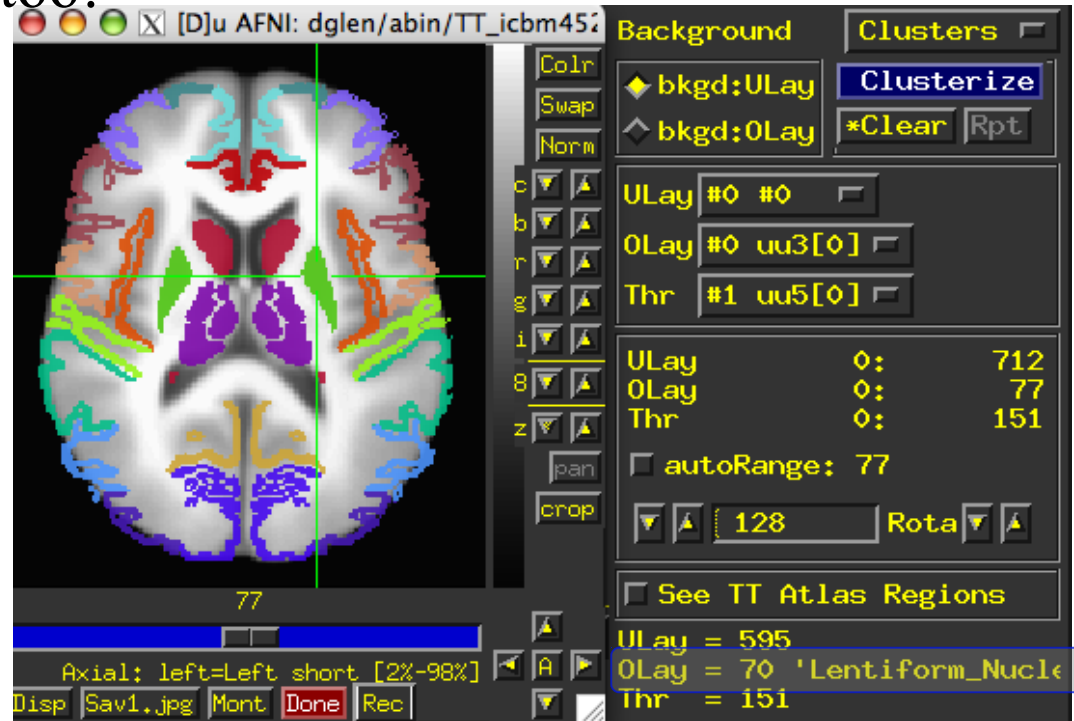 too.
[D]u AFNI: dglen/abin/TT_icbm452
Colr
Swap
Norm
c
b
r
g
i
8
z
pan
crop
77
Axial: left=Left short [2%-98%]
A
Disp Sav1.jpg Mont Done Rec
Background Clusters
bkgd:ULay Clusterize
bkgd:OLay *Clear Rpt
ULay #0 #0
OLay #0 uu3[0]
Thr #1 uu5[0]
ULay 0: 712
OLay 0: 77
Thr 0: 151
autoRange: 77
128 Rota
See TT Atlas Regions
ULay = 595
OLay = 70 'Lentiform_Nucle
Thr = 151